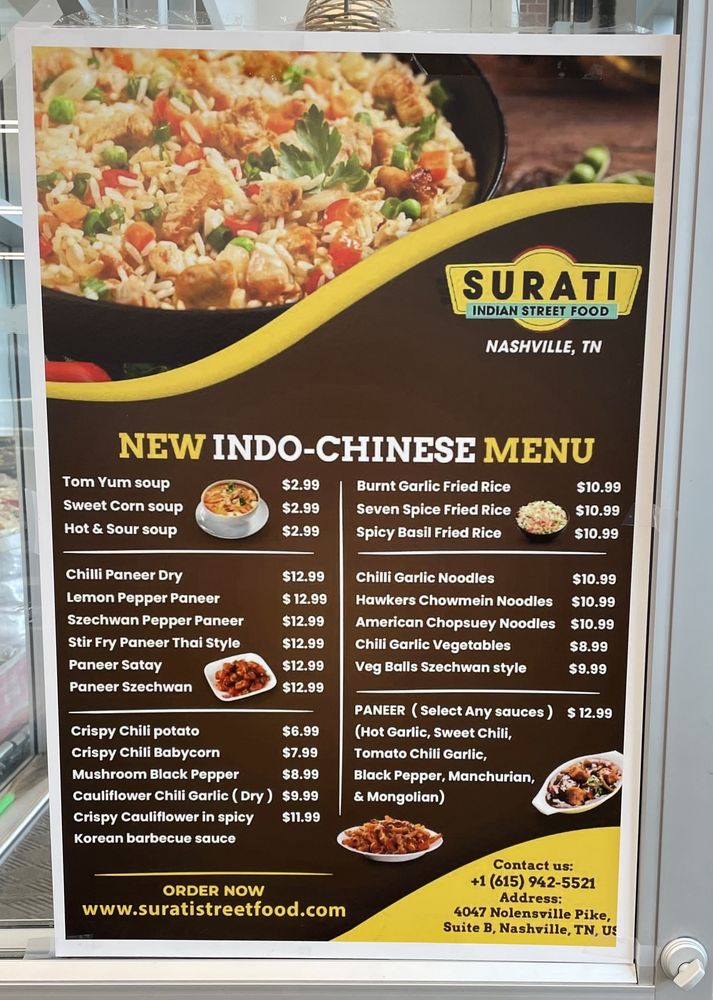 SURATI
INDIAN STREET FOOD
NASHVILLE, TN
NEW INDO-CHINESE MENU
Tom Yum soup $2.99
Sweet Corn soup $2.99
Hot & Sour soup $2.99
Chilli Paneer Dry $12.99
Lemon Pepper Paneer $ 12.99
Szechwan Pepper Paneer $12.99
Stir Fry Paneer Thai Style $12.99
Paneer Satay $12.99
Paneer Szechwan $12.99
Crispy Chili potato $6.99
Crispy Chili Babycorn $7.99
Mushroom Black Pepper $8.99
Cauliflower Chili Garlic ( Dry ) $9.99
Crispy Cauliflower in spicy $11.99
Korean barbecue sauce
Burnt Garlic Fried Rice $10.99
Seven Spice Fried Rice $10.99
Spicy Basil Fried Rice $10.99
Chilli Garlic Noodles $10.99
Hawkers Chowmein Noodles $10.99
American Chopsuey Noodles $10.99
Chili Garlic Vegetables $8.99
Veg Balls Szechwan style $9.99
PANEER ( Select Any sauces ) $ 12.99
(Hot Garlic, Sweet Chili,
Tomato Chili Garlic,
Black Pepper, Manchurian,
& Mongolian)
ORDER NOW
www.suratistreetfood.com
Contact us:
+1 (615) 942-5521
Address:
4047 Nolensville Pike,
Suite B, Nashville, TN, US